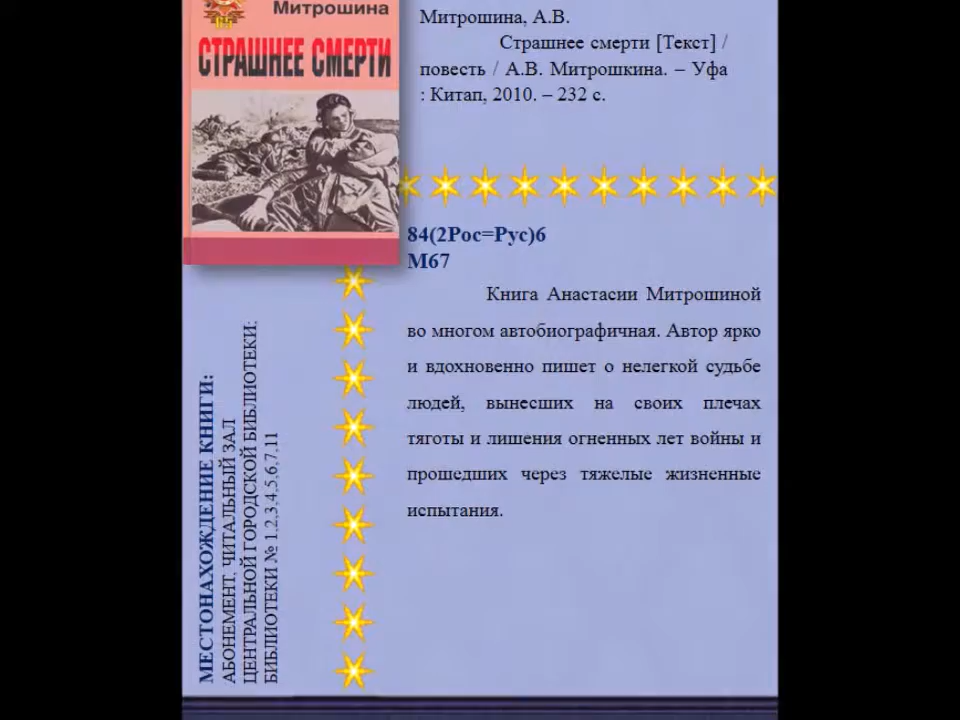 Митрошина
СТРАШНЕЕ СМЕРТИ
Митрошина, А.В.
Страшнее смерти [Текст] /
повесть / А.В. Митрошкина. – Уфа
: Китап, 2010. – 232 с.
84(2Рос=Рус)6
М67
Книга Анастасии Митрошиной
во многом автобиографичная. Автор ярко
и вдохновенно пишет о нелегкой судьбе
людей, вынесших на своих плечах
тяготы и лишения огненных лет войны и
прошедших через тяжелые жизненные
испытания.
МЕСТОНАХОЖДЕНИЕ КНИГИ:
АБОНЕМЕНТ, ЧИТАЛЬНЫЙ ЗАЛ
ЦЕНТРАЛЬНОЙ ГОРОДСКОЙ БИБЛИОТЕКИ:
БИБЛИОТЕКИ № 1,2,3,4,5,6,7,11